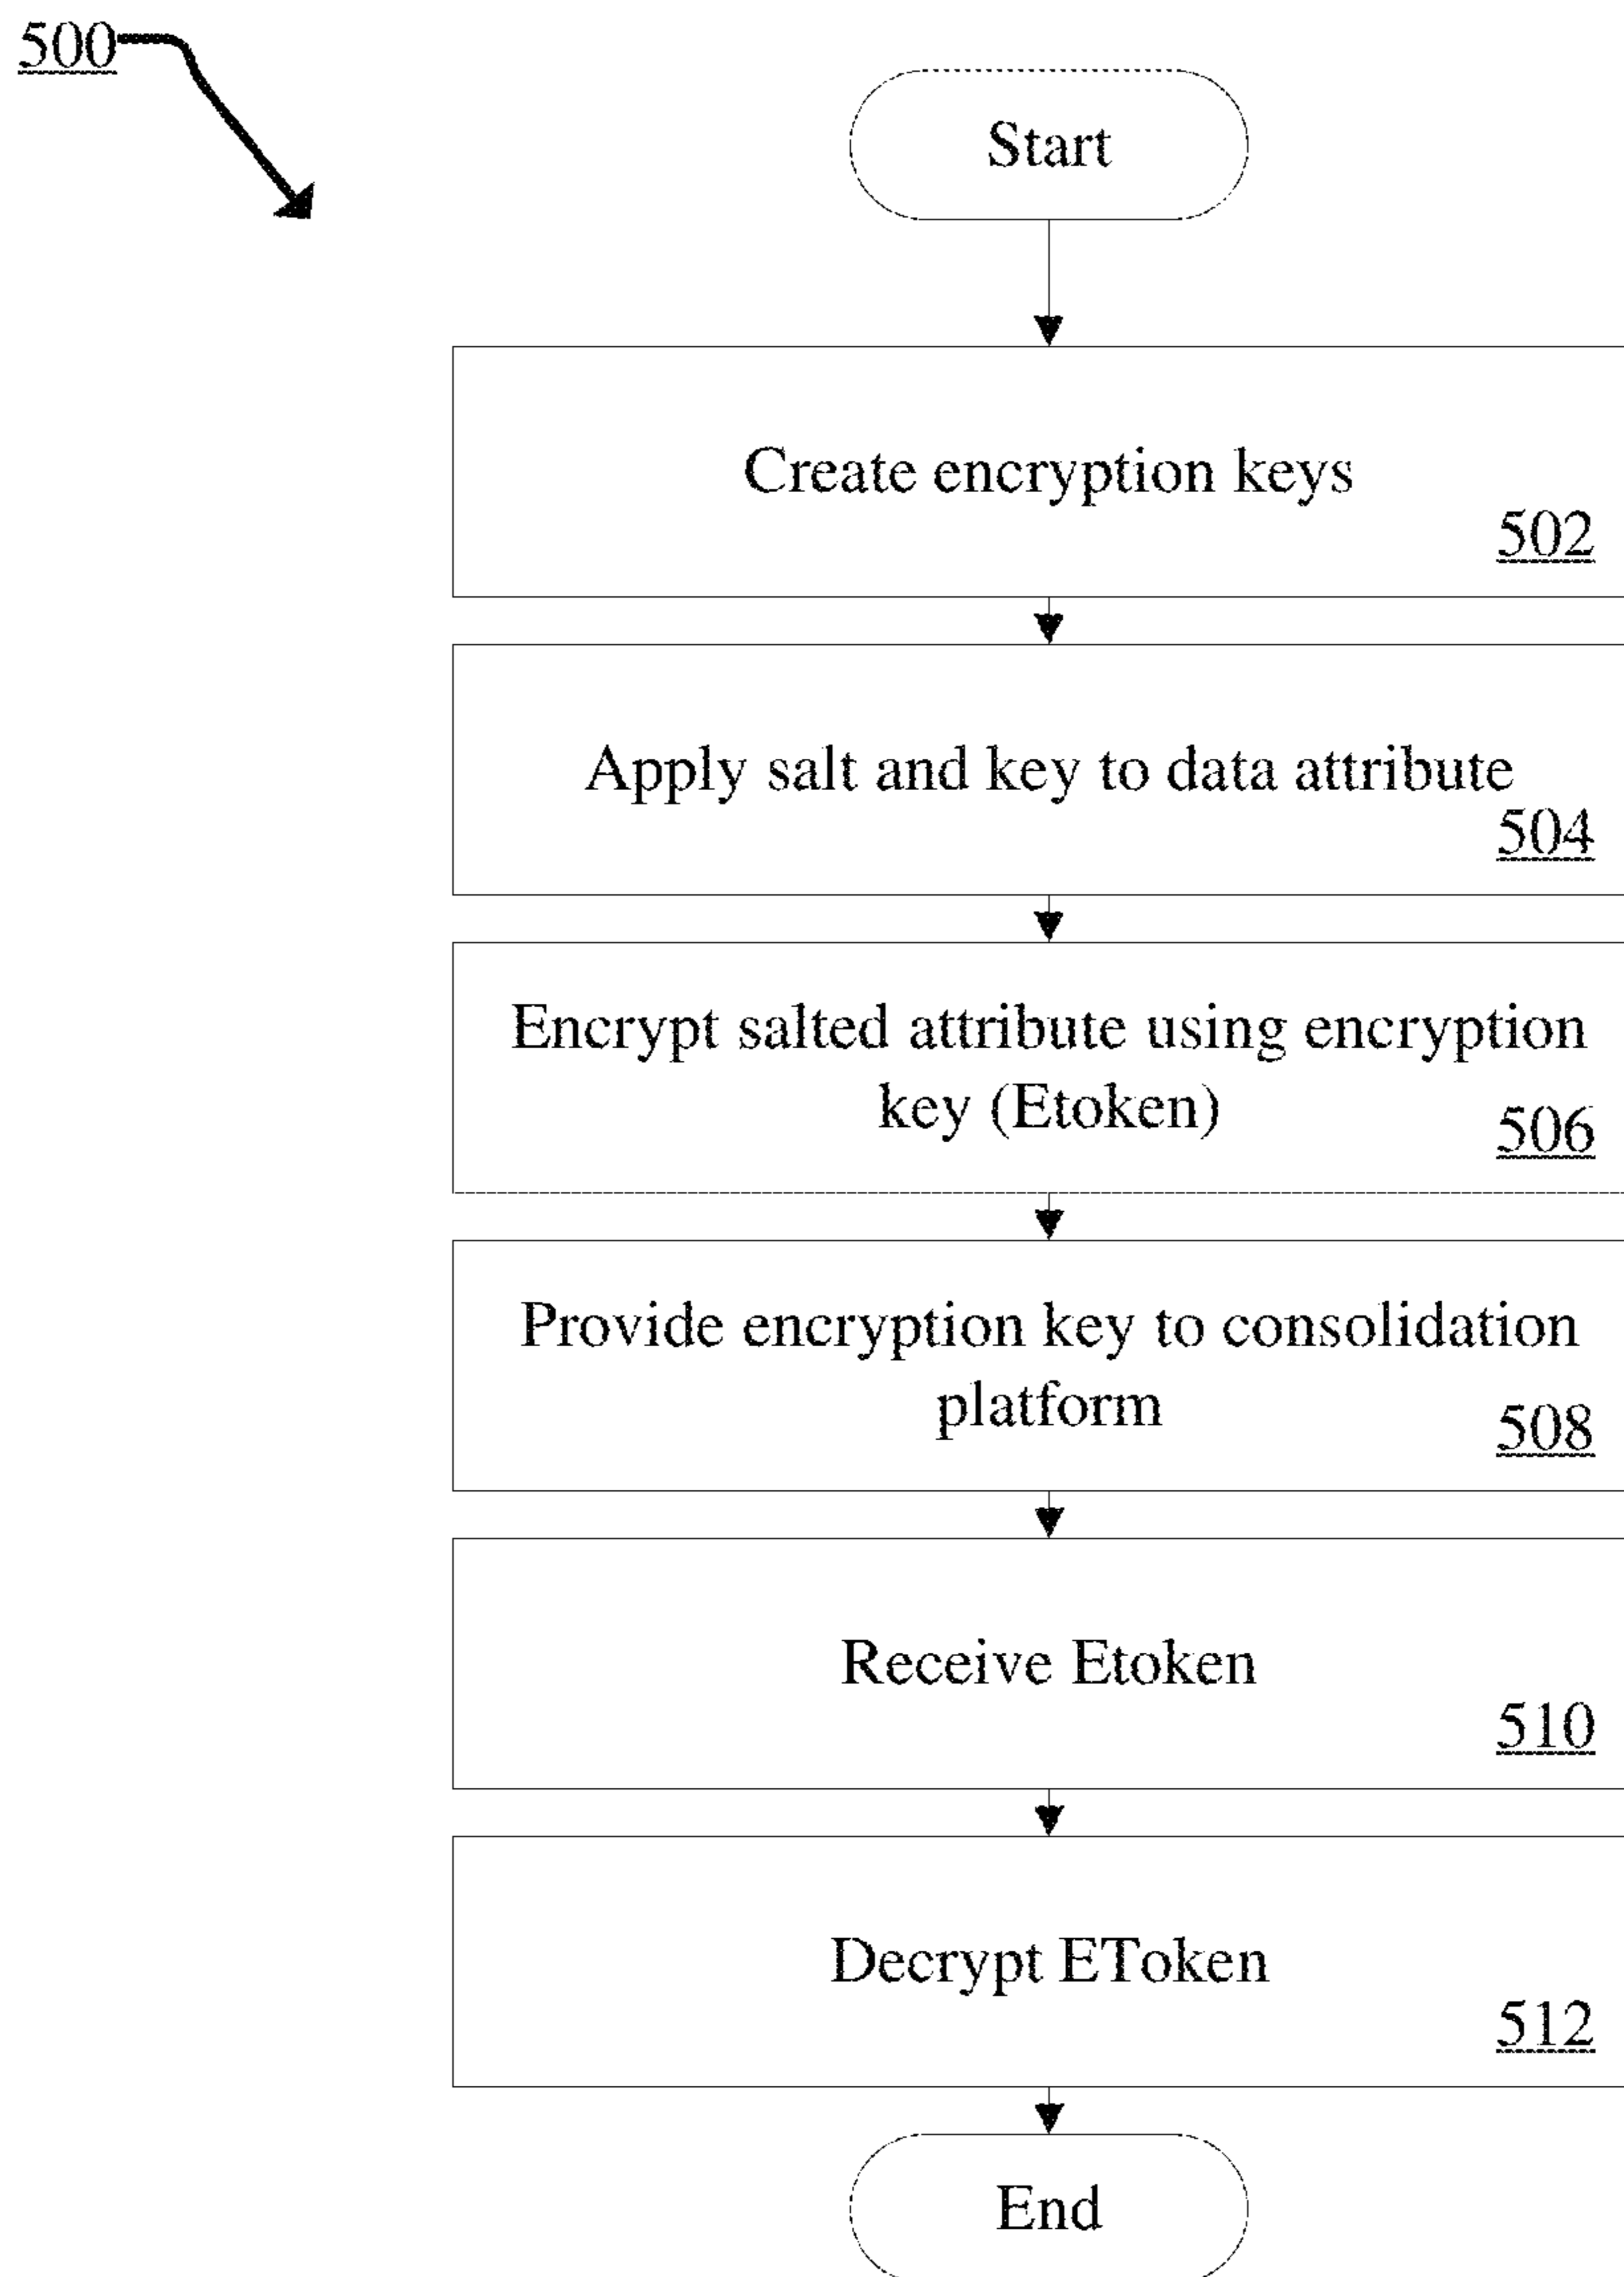 500
Start
Create encryption keys
502
Apply salt and key to data attribute
504
Encrypt salted attribute using encryption
key (Etoken)
506
Provide encryption key to consolidation
platform
508
Receive Etoken
510
Decrypt EToken
512
End